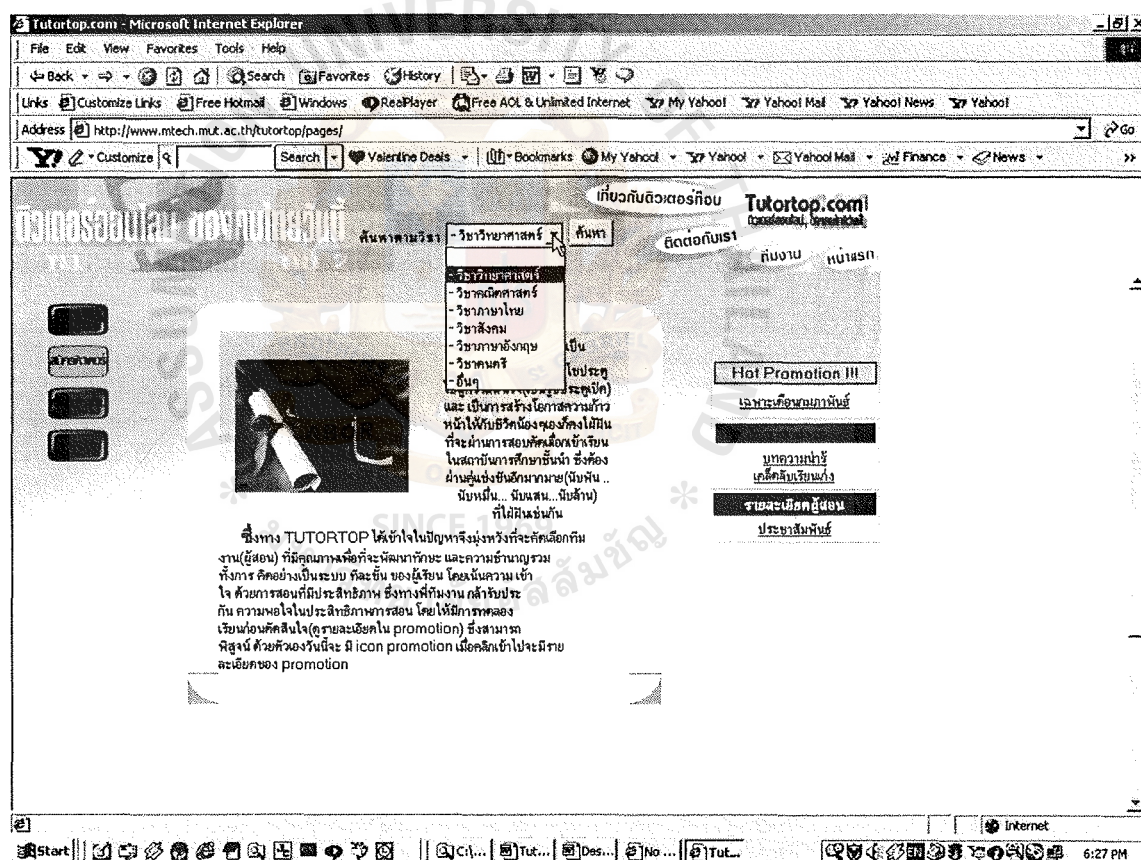 Tutortop.com - Microsoft Internet Explorer
File Edit View Favorites Tools Help
Back Search Favorites History
Links Customize Links Free Hotmail Windows RealPlayer Free AOL & Unlimited Internet My Yahoo! Yahoo! Mail Yahoo! News Yahoo!
Address http://www.mtech.mut.ac.th/tutortop/pages/ Go
Customize Search Valentine Deals Bookmarks My Yahoo! Yahoo! Yahoo! Mail Finance News
เกี่ยวกับติวเตอร์ท๊อป
Tutortop.com!
ค้นหาตามวิชา - วิชาวิทยาศาสตร์ ค้นหา
ติดต่อกับเรา
ทีมงาน หน้าแรก
- วิชาวิทยาศาสตร์
- วิชาคณิตศาสตร์
- วิชาภาษาไทย
- วิชาสังคม
- วิชาภาษาอังกฤษ
- วิชาดนตรี
- อื่นๆ
สมัครติวเตอร์
เป็น
ไขประตู
และ เป็นการสร้างโอกาสความก้าว
หน้าให้กับชีวิตน้องๆเองก็คงใฝ่ฝัน
ที่จะผ่านการสอบคัดเลือกเข้าเรียน
ในสถาบันการศึกษาชั้นนำ ซึ่งต้อง
ผ่านคู่แข่งขันอีกมากมาย(นับพัน ..
นับหมื่น... นับแสน...นับล้าน)
ที่ใฝ่ฝันเช่นกัน
ซึ่งทาง TUTORTOP ได้เข้าใจในปัญหาจึงมุ่งหวังที่จะคัดเลือกทีม
งาน(ผู้สอน) ที่มีคุณภาพเพื่อที่จะพัฒนาทักษะ และความชำนาญรวม
ทั้งการ คิดอย่างเป็นระบบ ทีละขั้น ของผู้เรียน โดยเน้นความ เข้า
ใจ ด้วยการสอนที่มีประสิทธิภาพ ซึ่งทางพี่ทีมงาน กล้ารับประ
กัน ความพอใจในประสิทธิภาพการสอน โดยให้มีการทดลอง
เรียนก่อนตัดสินใจ(ดูรายละเอียดใน promotion) ซึ่งสามารถ
พิสูจน์ ด้วยตัวเองวันนี้จะ มี icon promotion เมื่อคลิกเข้าไปจะมีราย
ละเอียดของ promotion
Hot Promotion !!!
เฉพาะเดือนกุมภาพันธ์
บทความน่ารู้
เคล็ดลับเรียนเก่ง
รายละเอียดผู้สอน
ประชาสัมพันธ์
SINCE 1969
Internet
Start C:\... Tut... Des... No ... Tut... 6:27 PM